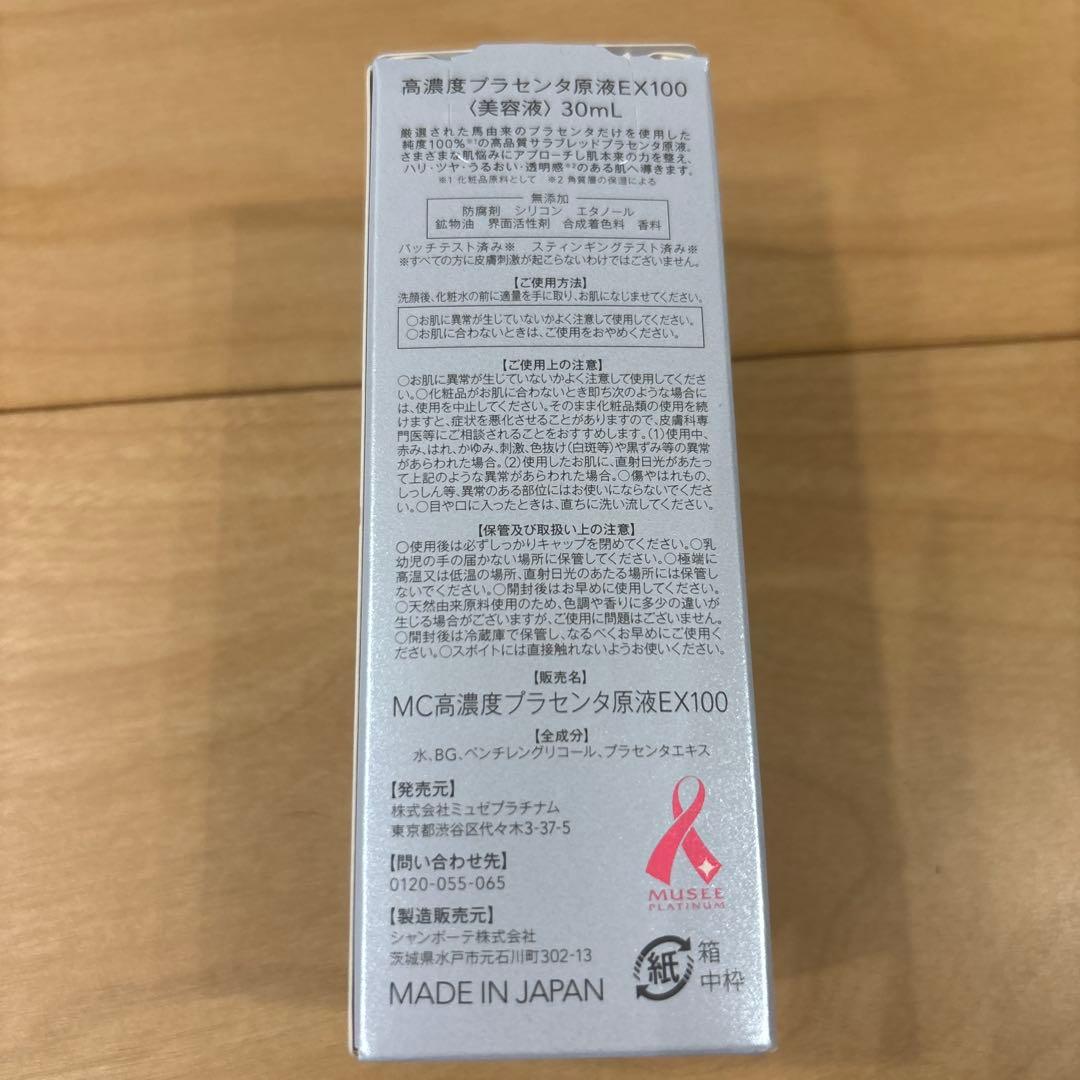 高濃度プラセンタ原液EX100
〈美容液〉30mL
厳選された馬由来のプラセンタだけを使用した
純度100%※1の高品質サラブレッドプラセンタ原液。
さまざまな肌悩みにアプローチし肌本来の力を整え、
ハリ・ツヤ・うるおい・透明感※2のある肌へ導きます。
※1 化粧品原料として ※2 角質層の保湿による
無添加
防腐剤 シリコン エタノール
鉱物油 界面活性剤 合成着色料 香料
パッチテスト済み※ スティンギングテスト済み※
※すべての方に皮膚刺激が起こらないわけではございません。
【ご使用方法】
洗顔後、化粧水の前に適量を手に取り、お肌になじませてください。
○お肌に異常が生じていないかよく注意して使用してください。
○お肌に合わないときは、ご使用をおやめください。
【ご使用上の注意】
○お肌に異常が生じていないかよく注意して使用してくださ
い。○化粧品がお肌に合わないとき即ち次のような場合に
は、使用を中止してください。そのまま化粧品類の使用を続
けますと、症状を悪化させることがありますので、皮膚科専
門医等にご相談されることをおすすめします。(1)使用中、
赤み、はれ、かゆみ、刺激、色抜け(白斑等)や黒ずみ等の異常
があらわれた場合。(2)使用したお肌に、直射日光があたっ
て上記のような異常があらわれた場合。○傷やはれもの、
しっしん等、異常のある部位にはお使いにならないでくださ
い。○目や口に入ったときは、直ちに洗い流してください。
【保管及び取扱い上の注意】
○使用後は必ずしっかりキャップを閉めてください。○乳
幼児の手の届かない場所に保管してください。○極端に
高温又は低温の場所、直射日光のあたる場所には保管し
ないでください。○開封後はお早めに使用してください。
○天然由来原料使用のため、色調や香りに多少の違いが
生じる場合がございますが、ご使用に問題はございません。
○開封後は冷蔵庫で保管し、なるべくお早めにご使用く
ださい。○スポイトには直接触れないようお使いください。
【販売名】
MC高濃度プラセンタ原液EX100
【全成分】
水、BG、ペンチレングリコール、プラセンタエキス
【発売元】
株式会社ミュゼプラチナム
東京都渋谷区代々木3-37-5
【問い合わせ先】
0120-055-065
【製造販売元】
シャンボーテ株式会社
茨城県水戸市元石川町302-13
MADE IN JAPAN
MUSEE
PLATINUM
紙
箱
中枠